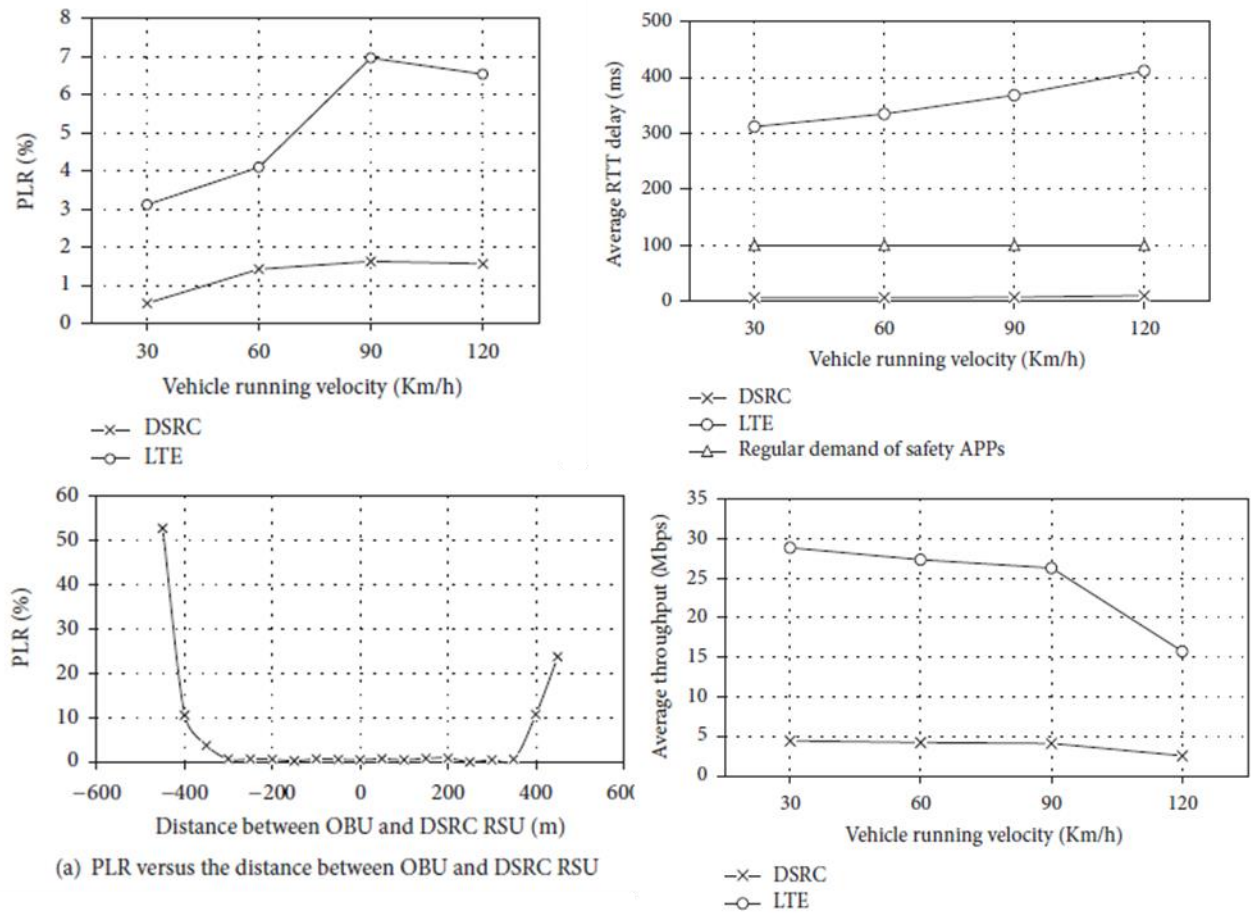 8
7
6
5
4
3
2
1
0
PLR (%)
30 60 90 120
Vehicle running velocity (Km/h)
DSRC
LTE
500
400
300
200
100
0
Average RTT delay (ms)
30 60 90 120
Vehicle running velocity (Km/h)
DSRC
LTE
Regular demand of safety APPs
60
50
40
30
20
10
0
PLR (%)
−600 −400 −200 0 200 400 600
Distance between OBU and DSRC RSU (m)
(a) PLR versus the distance between OBU and DSRC RSU
35
30
25
20
15
10
5
0
Average throughput (Mbps)
30 60 90 120
Vehicle running velocity (Km/h)
DSRC
LTE